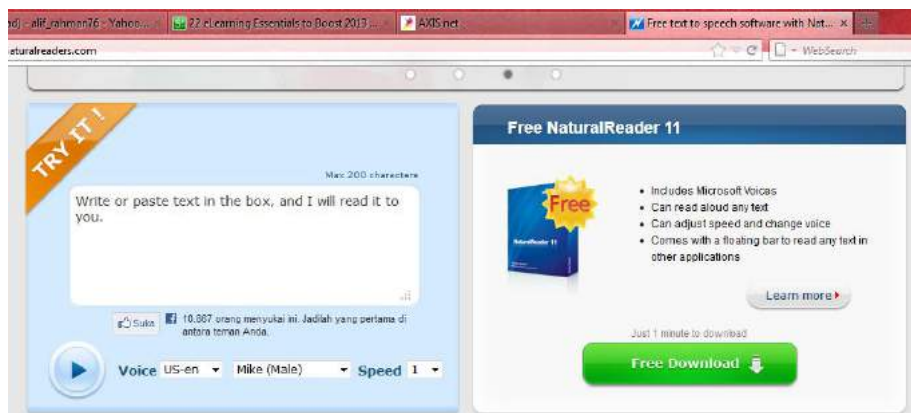 ad) - alif_rahman76 - Yahoo...
22 eLearning Essentials to Boost 2013 ...
AXIS net
Free text to speech software with Nat... ×
aturalreaders.com
WebSearch
TRY IT !
Max 200 characters
Write or paste text in the box, and I will read it to
you.
Suka
10.887 orang menyukai ini. Jadilah yang pertama di
antara teman Anda.
Voice US-en Mike (Male) Speed 1
Free NaturalReader 11
Free
NaturalReader 11
• Includes Microsoft Voices
• Can read aloud any text
• Can adjust speed and change voice
• Comes with a floating bar to read any text in
other applications
Learn more
Just 1 minute to download
Free Download